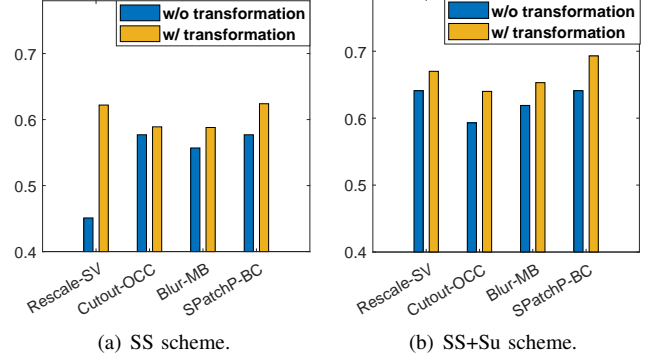 w/o transformation
w/ transformation
0.7
0.6
0.5
0.4
Rescale-SV
Cutout-OCC
Blur-MB
SPatchP-BC
(a) SS scheme.
w/o transformation
w/ transformation
0.7
0.6
0.5
0.4
Rescale-SV
Cutout-OCC
Blur-MB
SPatchP-BC
(b) SS+Su scheme.